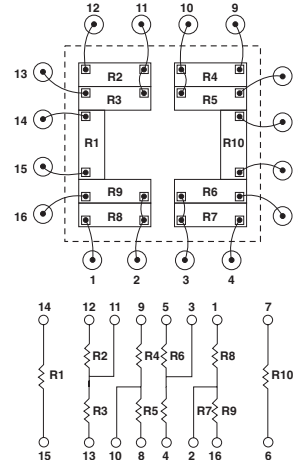 12 11 10 9
13 R2 R4
R3 R5
14
R1 R10
15
R9 R6
16
R8 R7
1 2 3 4
14 12 11 9 5 3 1 7
R2 R4 R6 R8
R1 R10
R3 R5 R7 R9
15 13 10 8 4 2 16 6